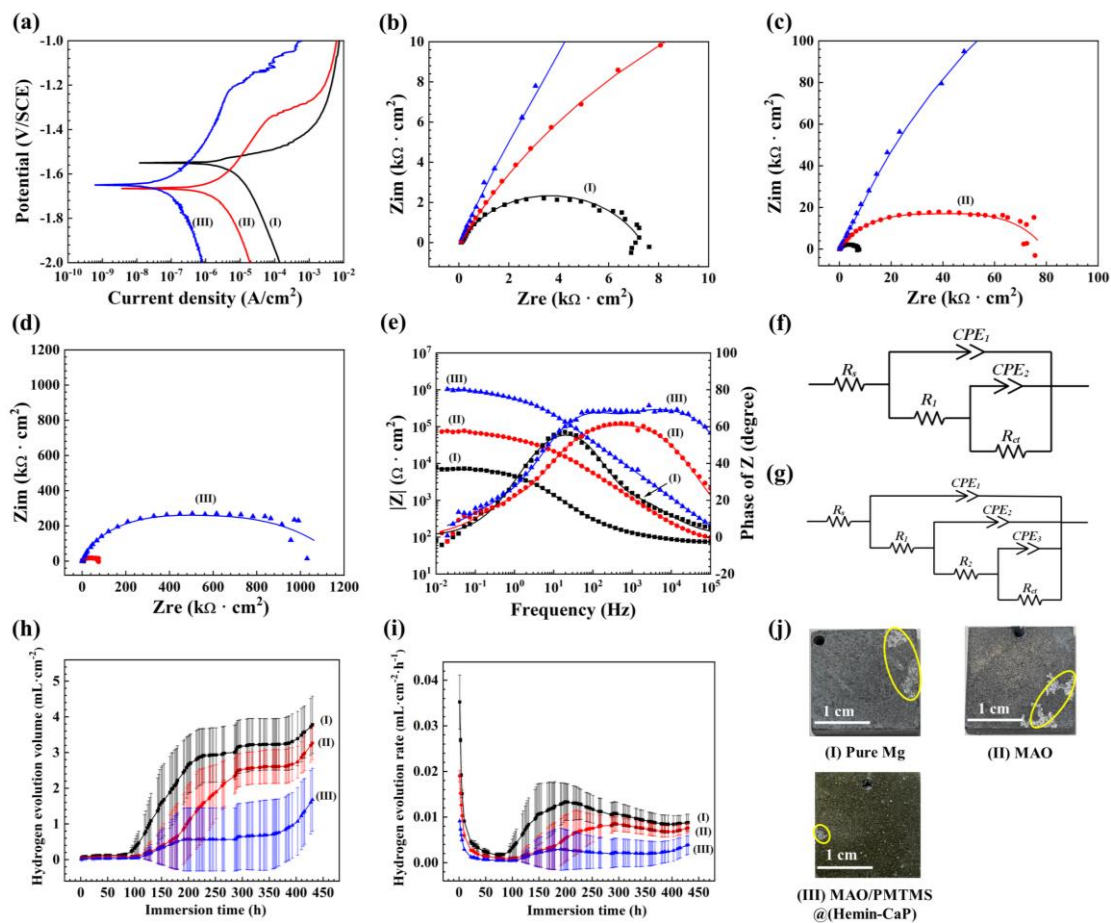 (a)
Potential (V/SCE)
-1.0
-1.2
-1.4
-1.6
-1.8
-2.0
(III)
(II)
(I)
10⁻¹⁰ 10⁻⁹ 10⁻⁸ 10⁻⁷ 10⁻⁶ 10⁻⁵ 10⁻⁴ 10⁻³ 10⁻²
Current density (A/cm²)
(b)
Zim (kΩ · cm²)
10
8
6
4
2
0
(I)
0 2 4 6 8 10
Zre (kΩ · cm²)
(c)
Zim (kΩ · cm²)
100
80
60
40
20
0
(II)
0 20 40 60 80 100
Zre (kΩ · cm²)
(d)
Zim (kΩ · cm²)
1200
1000
800
600
400
200
0
(III)
0 200 400 600 800 1000 1200
Zre (kΩ · cm²)
(e)
|Z| (Ω · cm²)
10⁷
10⁶
10⁵
10⁴
10³
10²
10¹
(III)
(II)
(I)
(III)
(II)
(I)
100
80
60
40
20
0
-20
Phase of Z (degree)
10⁻² 10⁻¹ 10⁰ 10¹ 10² 10³ 10⁴ 10⁵
Frequency (Hz)
(f)
CPE₁
Rs
CPE₂
R₁
Rct
(g)
CPE₁
Rs
CPE₂
R₁
CPE₃
R₂
Rct
(h)
Hydrogen evolution volume (mL·cm⁻²)
7
6
5
4
3
2
1
0
(I)
(II)
(III)
0 50 100 150 200 250 300 350 400 450
Immersion time (h)
(i)
Hydrogen evolution rate (mL·cm⁻²·h⁻¹)
0.04
0.03
0.02
0.01
0.00
(I)
(II)
(III)
0 50 100 150 200 250 300 350 400 450
Immersion time (h)
(j)
1 cm
(I) Pure Mg
1 cm
(II) MAO
1 cm
(III) MAO/PMTMS
@(Hemin-CaP)